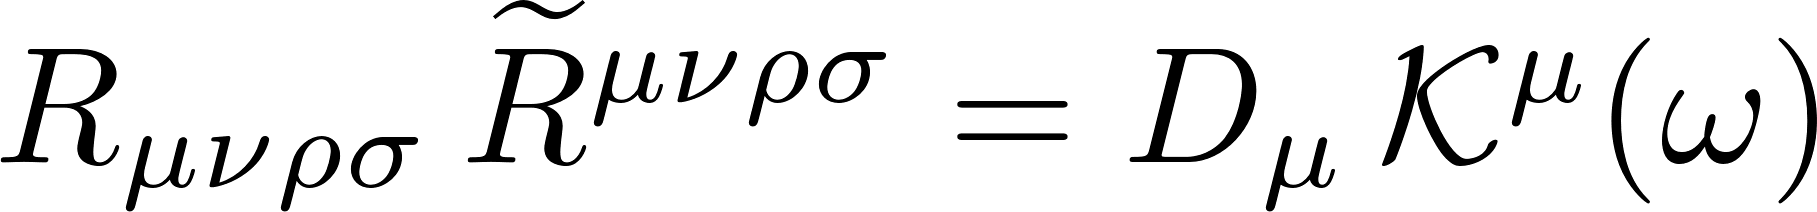 $R_{\mu\nu\rho\sigma} \, \widetilde{R}^{\mu\nu\rho\sigma} = D_\mu \, \mathcal{K}^\mu(\omega)$